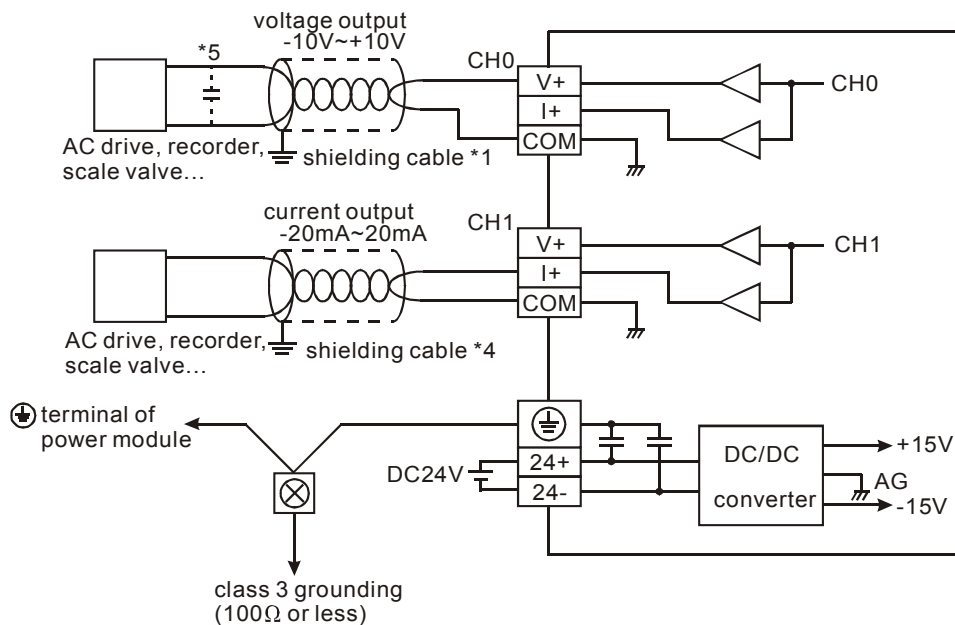 voltage output
-10V~+10V
*5
CH0
V+
I+
COM
CH0
AC drive, recorder,
scale valve...
shielding cable *1
current output
-20mA~20mA
CH1
V+
I+
COM
CH1
AC drive, recorder,
scale valve...
shielding cable *4
terminal of
power module
DC24V
24+
24-
DC/DC
converter
+15V
AG
-15V
class 3 grounding
(100Ω or less)